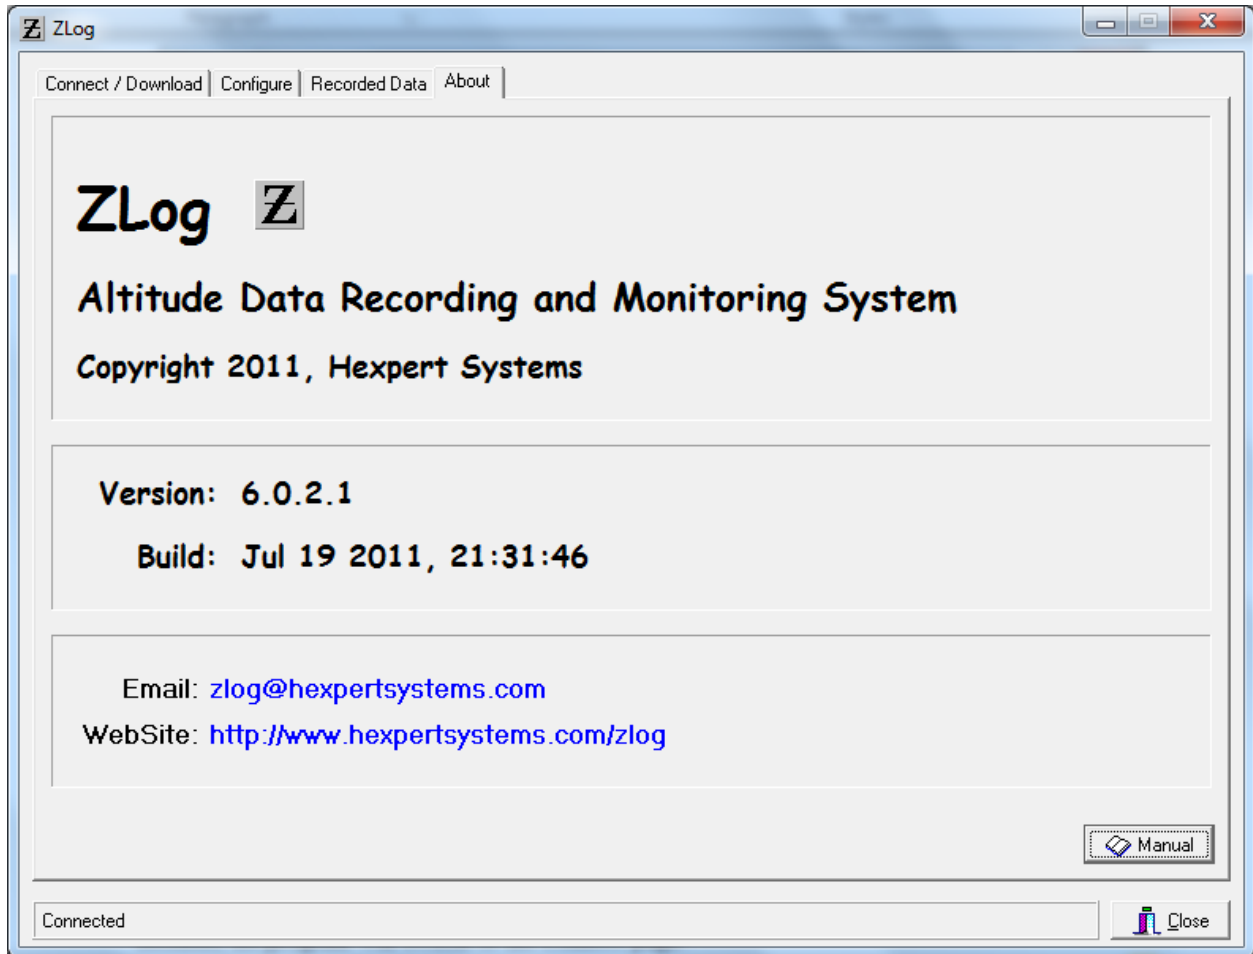 ZLog
Connect / Download Configure Recorded Data About
ZLog Z
Altitude Data Recording and Monitoring System
Copyright 2011, Hexpert Systems
Version: 6.0.2.1
Build: Jul 19 2011, 21:31:46
Email: zlog@hexpertsystems.com
WebSite: http://www.hexpertsystems.com/zlog
Manual
Connected Close